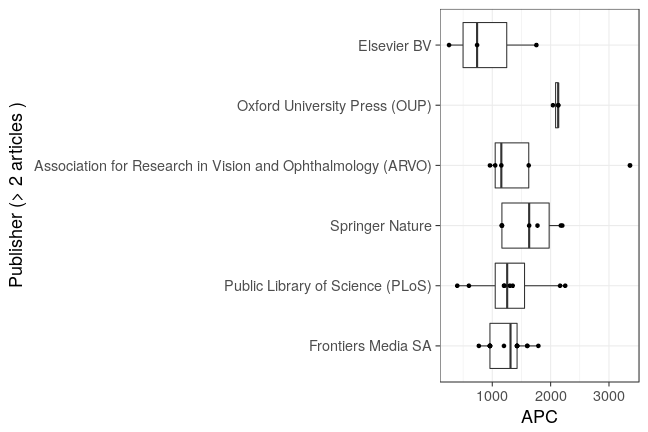 Publisher (> 2 articles )
Elsevier BV
Oxford University Press (OUP)
Association for Research in Vision and Ophthalmology (ARVO)
Springer Nature
Public Library of Science (PLoS)
Frontiers Media SA
1000 2000 3000
APC